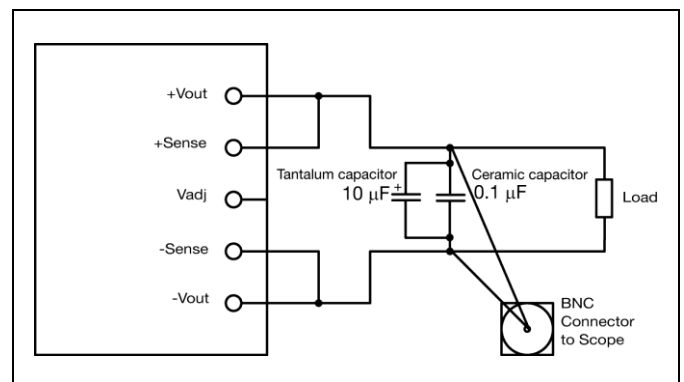 +Vout
+Sense
Vadj
-Sense
-Vout
Tantalum capacitor
10 µF
+
Ceramic capacitor
0.1 µF
Load
BNC
Connector
to Scope